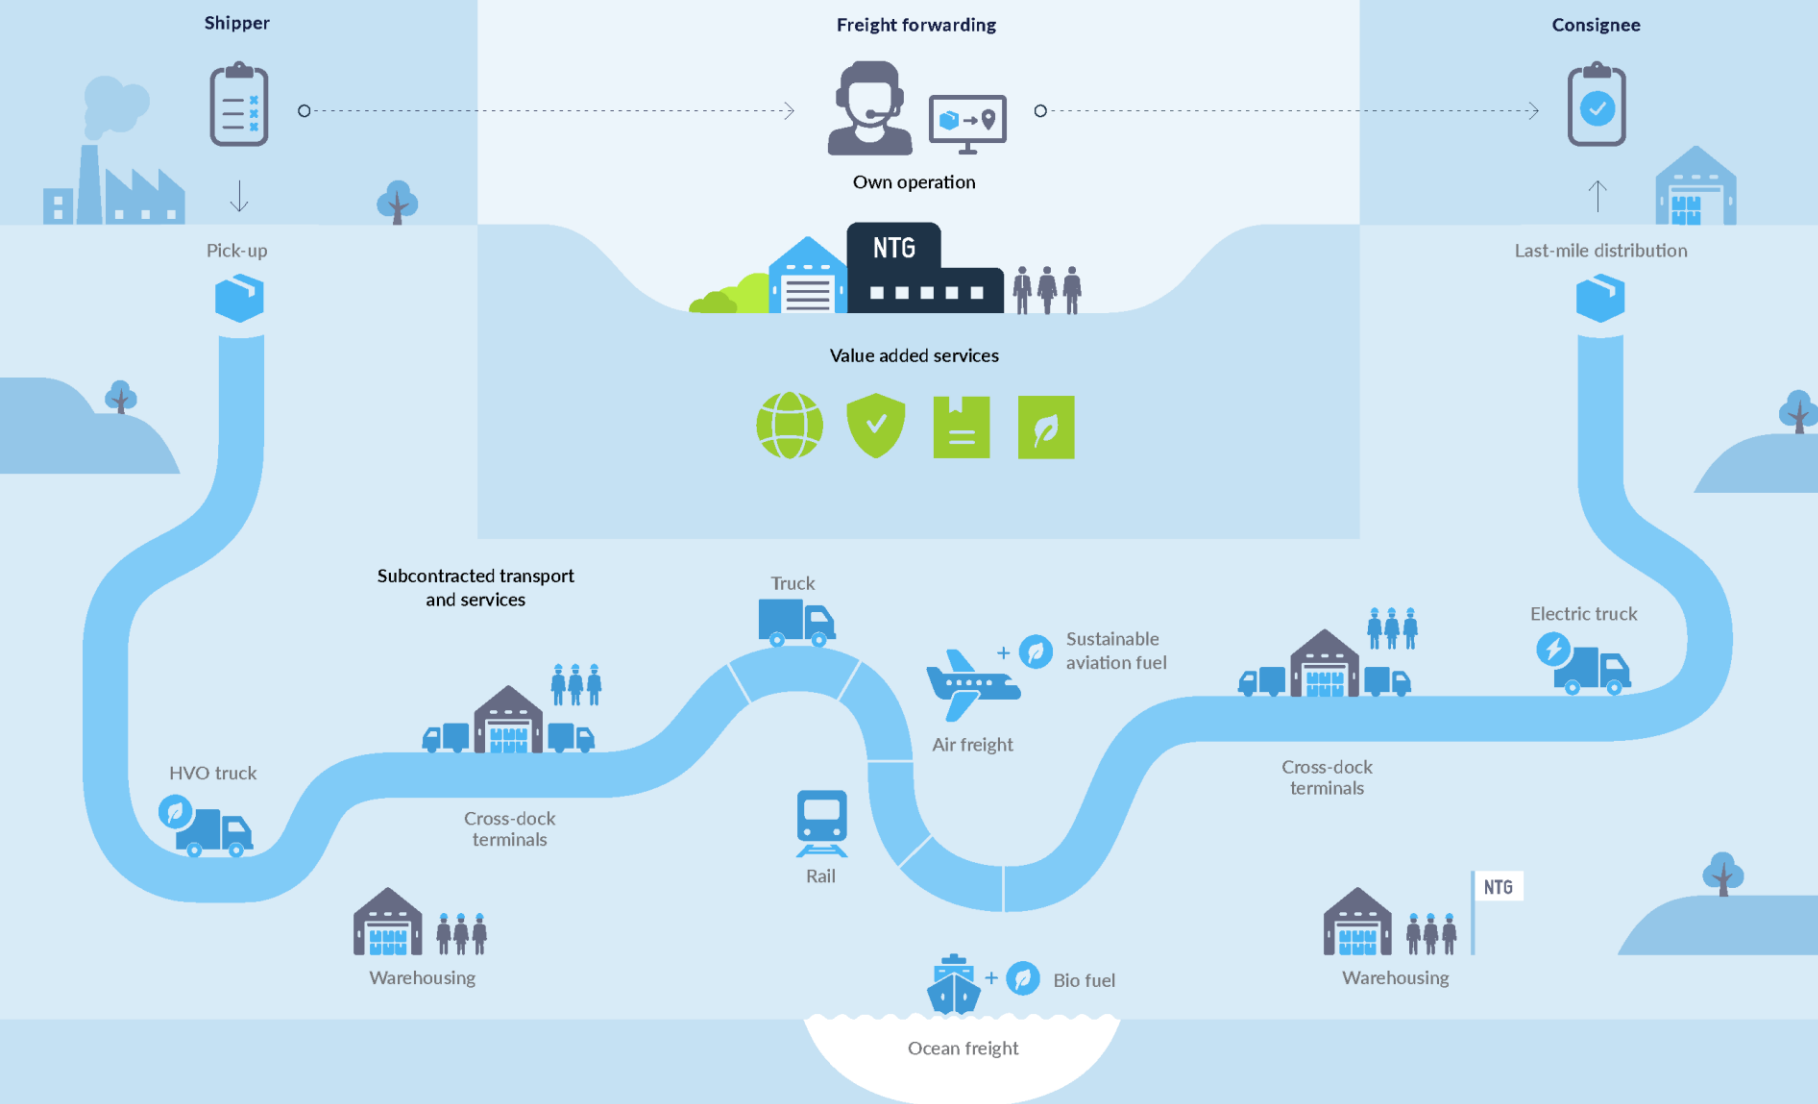 Shipper
Freight forwarding
Consignee
Own operation
Pick-up
NTG
Last-mile distribution
Value added services
Subcontracted transport
and services
Truck
Electric truck
Sustainable
aviation fuel
Air freight
HVO truck
Cross-dock
terminals
Cross-dock
terminals
Rail
NTG
Warehousing
Bio fuel
Warehousing
Ocean freight